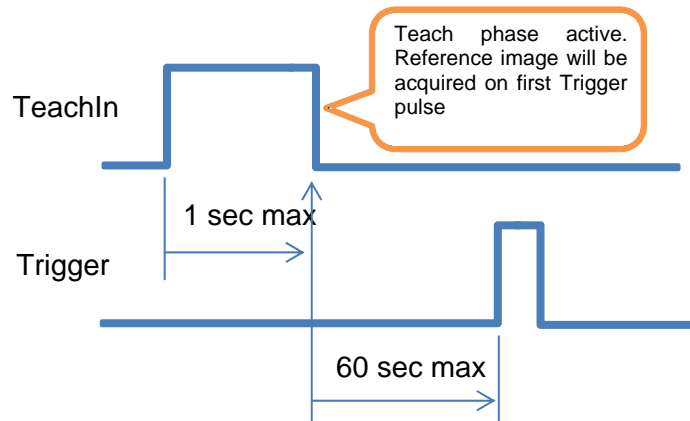 Teach phase active.
Reference image will be
acquired on first Trigger
pulse
TeachIn
1 sec max
Trigger
60 sec max